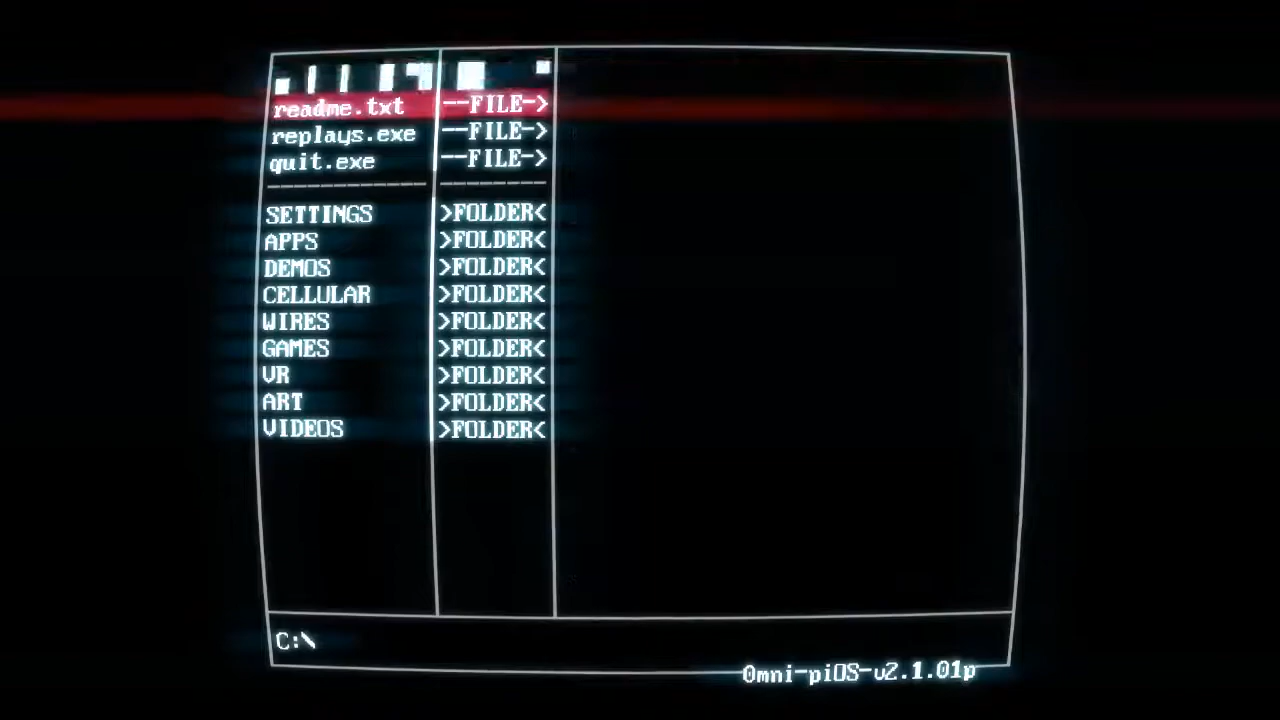 readme.txt --FILE->
replays.exe --FILE->
quit.exe --FILE->
SETTINGS >FOLDER<
APPS >FOLDER<
DEMOS >FOLDER<
CELLULAR >FOLDER<
WIRES >FOLDER<
GAMES >FOLDER<
VR >FOLDER<
ART >FOLDER<
VIDEOS >FOLDER<
C:\
Omni-piOS-v2.1.01p